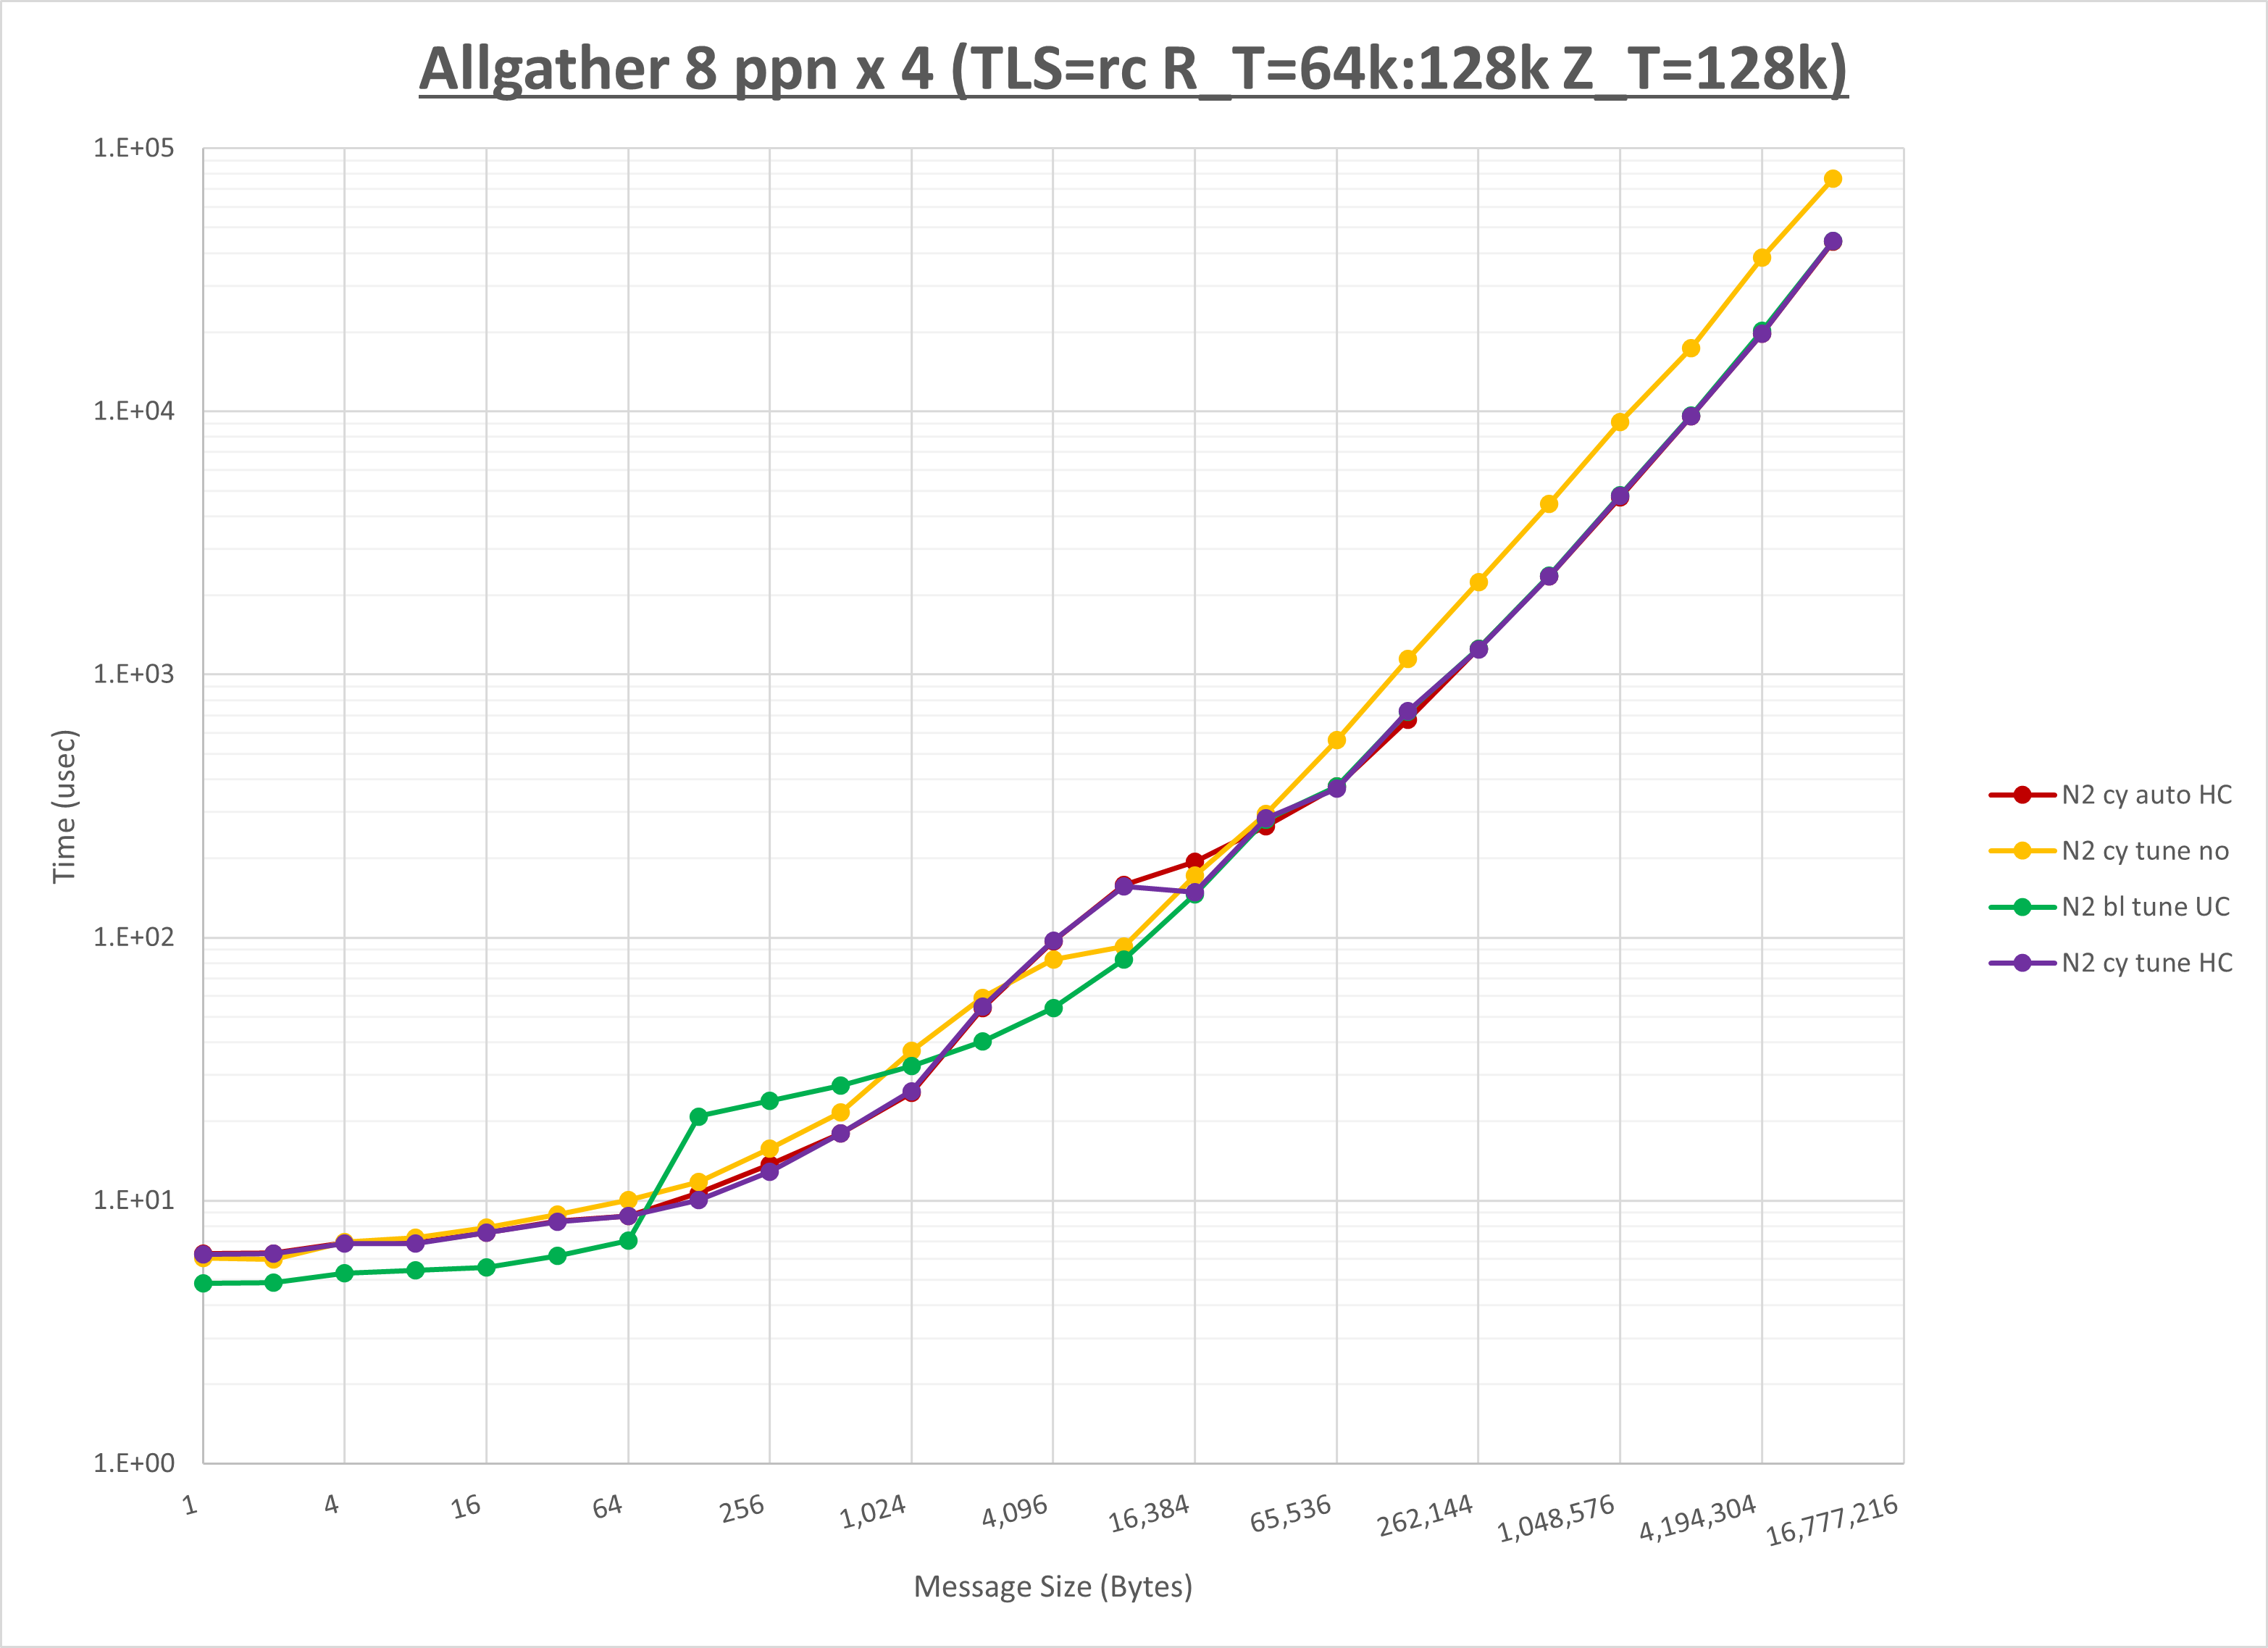 Allgather 8 ppn x 4 (TLS=rc R_T=64k:128k Z_T=128k)
1.E+05
1.E+04
1.E+03
1.E+02
1.E+01
1.E+00
Time (usec)
1
4
16
64
256
1,024
4,096
16,384
65,536
262,144
1,048,576
4,194,304
16,777,216
Message Size (Bytes)
N2 cy auto HC
N2 cy tune no
N2 bl tune UC
N2 cy tune HC